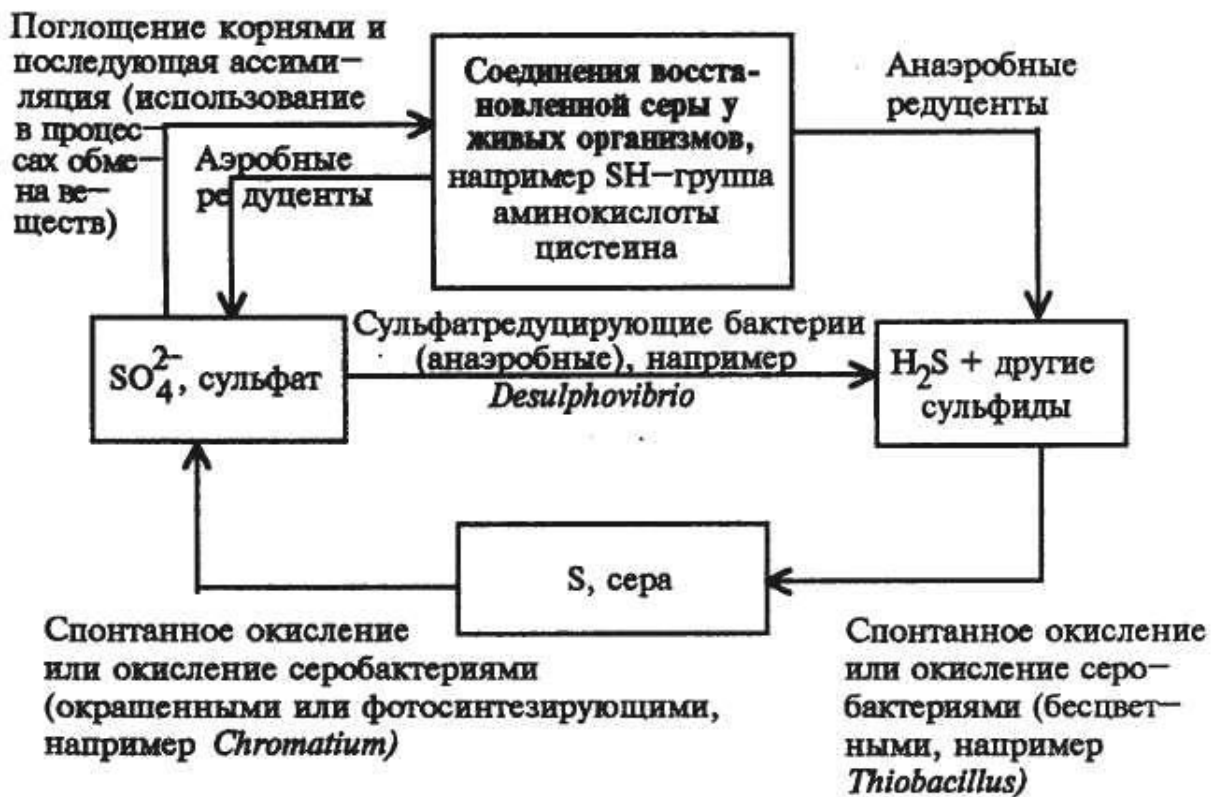 Поглощение корнями и
последующая ассими—
ляция (использование
в процес—
сах обме—
на ве—
ществ)
Соединения восста-
новленной серы у
живых организмов,
например SH—группа
аминокислоты
цистеина
Анаэробные
редуценты
Аэробные
редуценты
SO₄²⁻, сульфат
Сульфатредуцирующие бактерии
(анаэробные), например
Desulphovibrio
H₂S + другие
сульфиды
S, сера
Спонтанное окисление
или окисление серобактериями
(окрашенными или фотосинтезирующими,
например Chromatium)
Спонтанное окисление
или окисление серо—
бактериями (бесцвет—
ными, например
Thiobacillus)